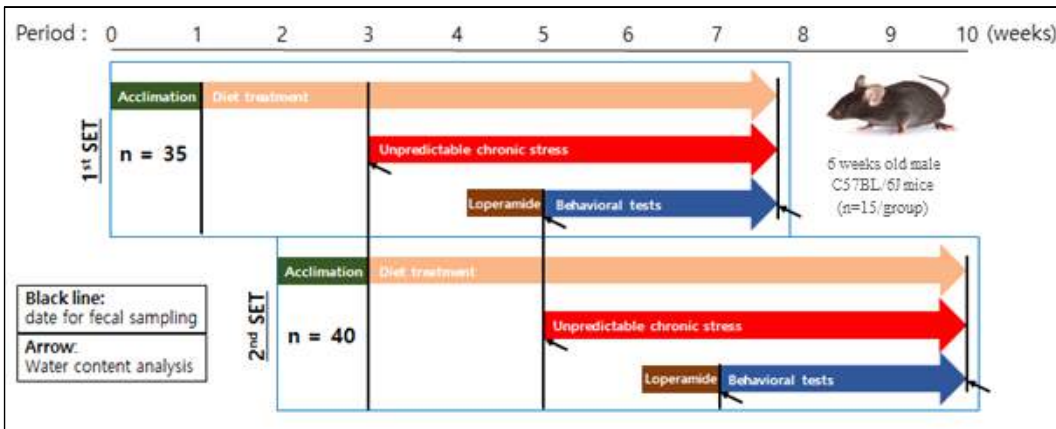 Period : 0 1 2 3 4 5 6 7 8 9 10 (weeks)
1st SET
Acclimation
Diet treatment
n = 35
Unpredictable chronic stress
Loperamide
Behavioral tests
6 weeks old male
C57BL/6J mice
(n=15/group)
2nd SET
Acclimation
Diet treatment
n = 40
Unpredictable chronic stress
Loperamide
Behavioral tests
Black line:
date for fecal sampling
Arrow:
Water content analysis